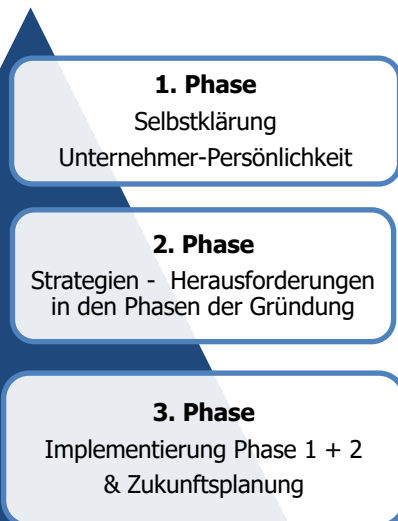 1. Phase
Selbstklärung
Unternehmer-Persönlichkeit
2. Phase
Strategien - Herausforderungen
in den Phasen der Gründung
3. Phase
Implementierung Phase 1 + 2
& Zukunftsplanung